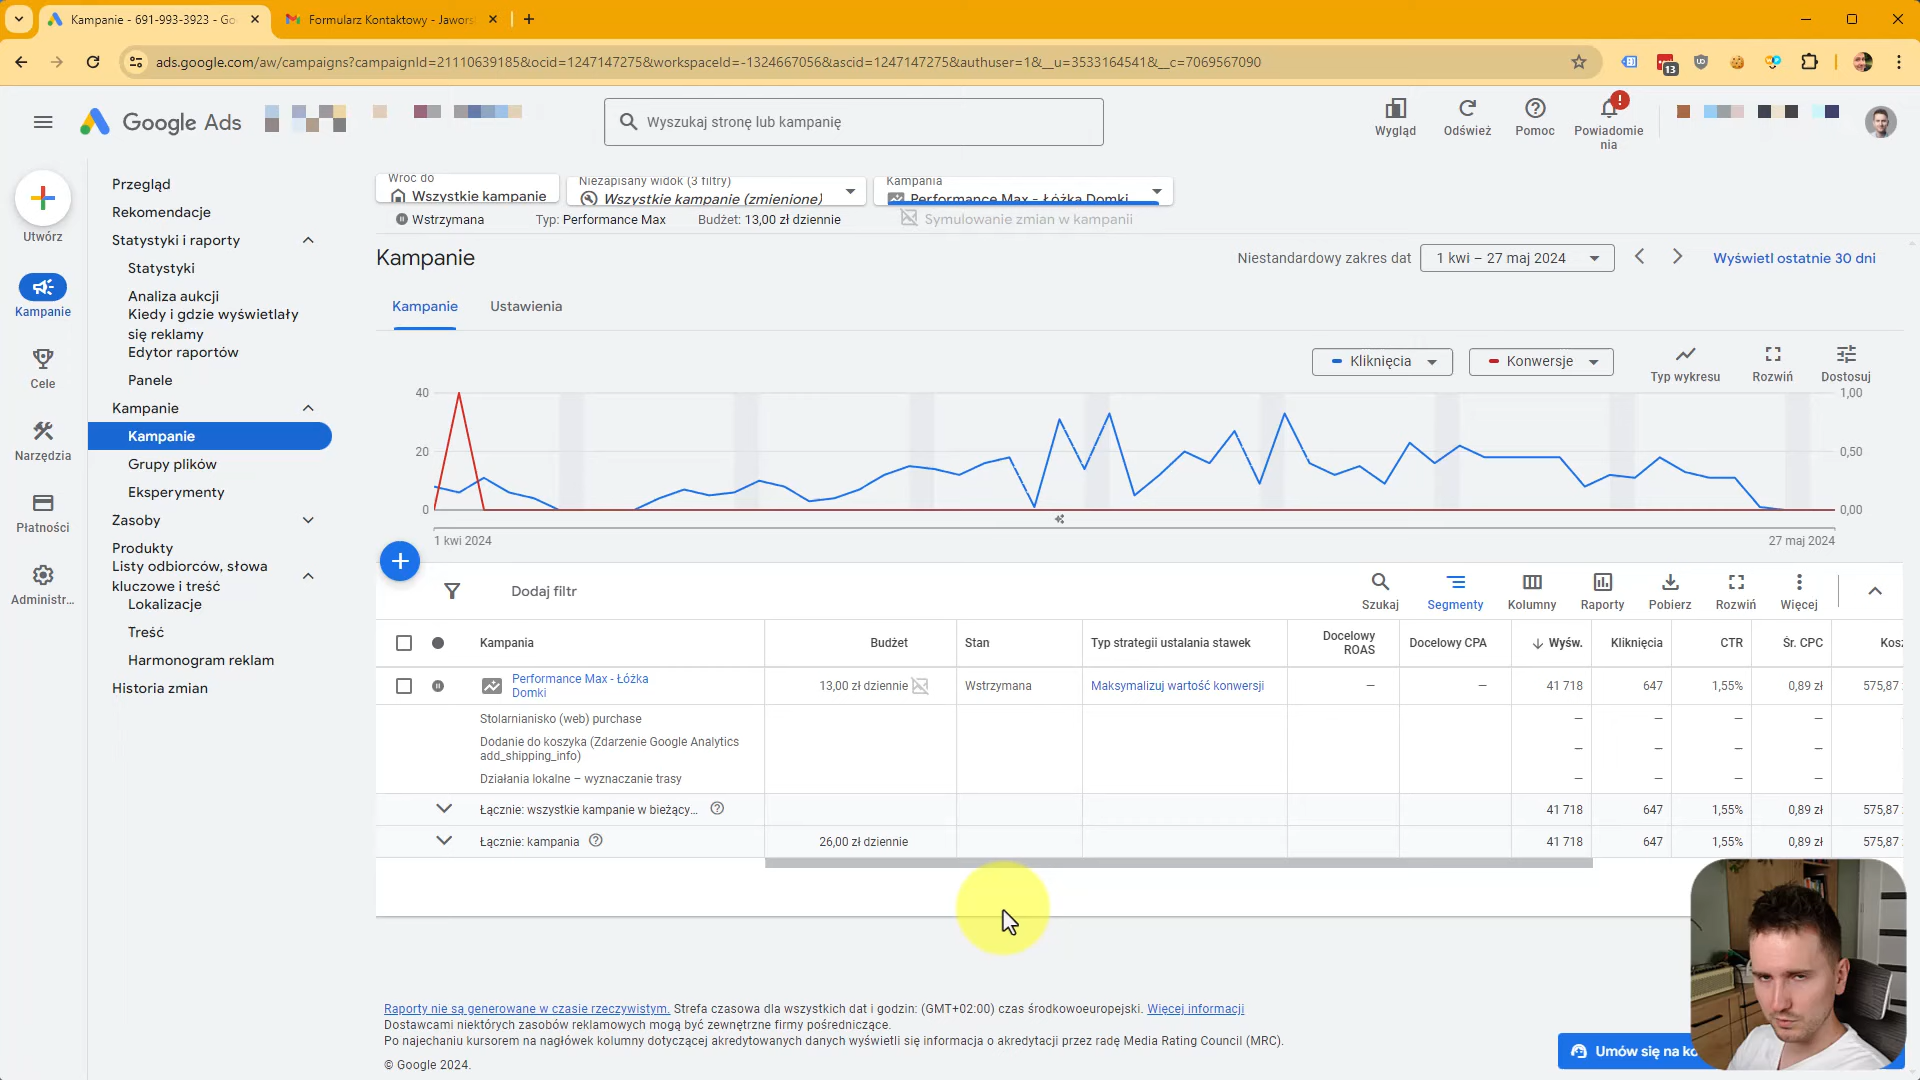 Kampanie - 691-993-3923 - Go
Formularz Kontaktowy - Jawors
ads.google.com/aw/campaigns?campaignId=21110639185&ocid=1247147275&workspaceId=-1324667056&ascid=1247147275&authuser=1&__u=3533164541&__c=7069567090
13
Google Ads
Wyszukaj stronę lub kampanię
Wygląd
Odśwież
Pomoc
Powiadomie
nia
Utwórz
Kampanie
Cele
Narzędzia
Płatności
Administr...
Przegląd
Rekomendacje
Statystyki i raporty
Statystyki
Analiza aukcji
Kiedy i gdzie wyświetlały
się reklamy
Edytor raportów
Panele
Kampanie
Kampanie
Grupy plików
Eksperymenty
Zasoby
Produkty
Listy odbiorców, słowa
kluczowe i treść
Lokalizacje
Treść
Harmonogram reklam
Historia zmian
Wróć do
Wszystkie kampanie
Niezapisany widok (3 filtry)
Wszystkie kampanie (zmienione)
Kampania
Performance Max - Łóżka Domki
Wstrzymana Typ: Performance Max Budżet: 13,00 zł dziennie Symulowanie zmian w kampanii
Kampanie
Niestandardowy zakres dat 1 kwi – 27 maj 2024 Wyświetl ostatnie 30 dni
Kampanie Ustawienia
Kliknięcia Konwersje Typ wykresu Rozwiń Dostosuj
40 1,00
20 0,50
0 0,00
1 kwi 2024 27 maj 2024
Dodaj filtr
Szukaj Segmenty Kolumny Raporty Pobierz Rozwiń Więcej
Kampania Budżet Stan Typ strategii ustalania stawek Docelowy ROAS Docelowy CPA Wyśw. Kliknięcia CTR Śr. CPC Kosz
Performance Max - Łóżka
Domki
13,00 zł dziennie Wstrzymana Maksymalizuj wartość konwersji — — 41 718 647 1,55% 0,89 zł 575,87
Stolarnianisko (web) purchase — — — —
Dodanie do koszyka (Zdarzenie Google Analytics
add_shipping_info) — — — —
Działania lokalne – wyznaczanie trasy — — — —
Łącznie: wszystkie kampanie w bieżący... 41 718 647 1,55% 0,89 zł 575,87
Łącznie: kampania 26,00 zł dziennie 41 718 647 1,55% 0,89 zł 575,87
Raporty nie są generowane w czasie rzeczywistym. Strefa czasowa dla wszystkich dat i godzin: (GMT+02:00) czas środkowoeuropejski. Więcej informacji
Dostawcami niektórych zasobów reklamowych mogą być zewnętrzne firmy pośredniczące.
Po najechaniu kursorem na nagłówek kolumny dotyczącej akredytowanych danych wyświetli się informacja o akredytacji przez radę Media Rating Council (MRC).
© Google 2024.
Umów się na ko